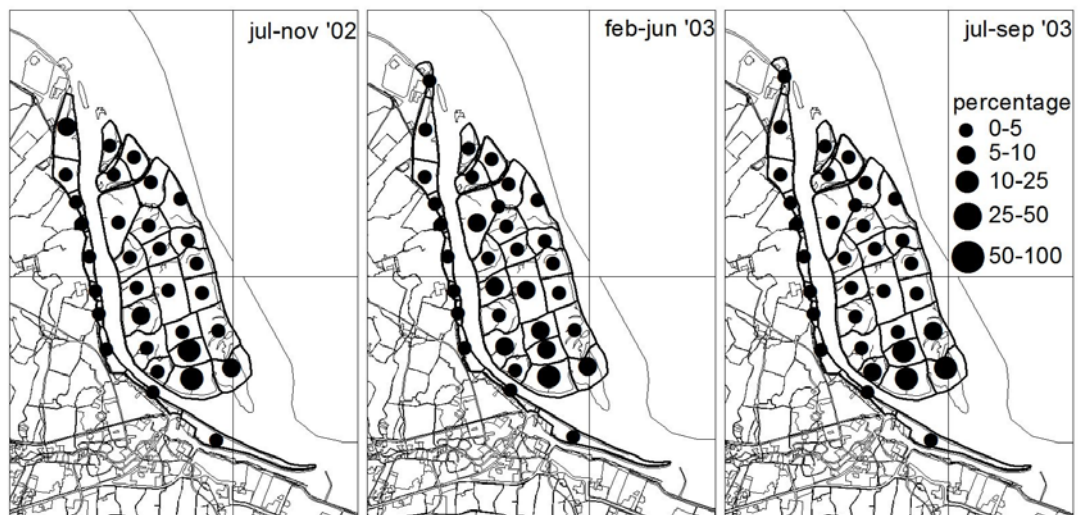 jul-nov '02
feb-jun '03
jul-sep '03
percentage
0-5
5-10
10-25
25-50
50-100